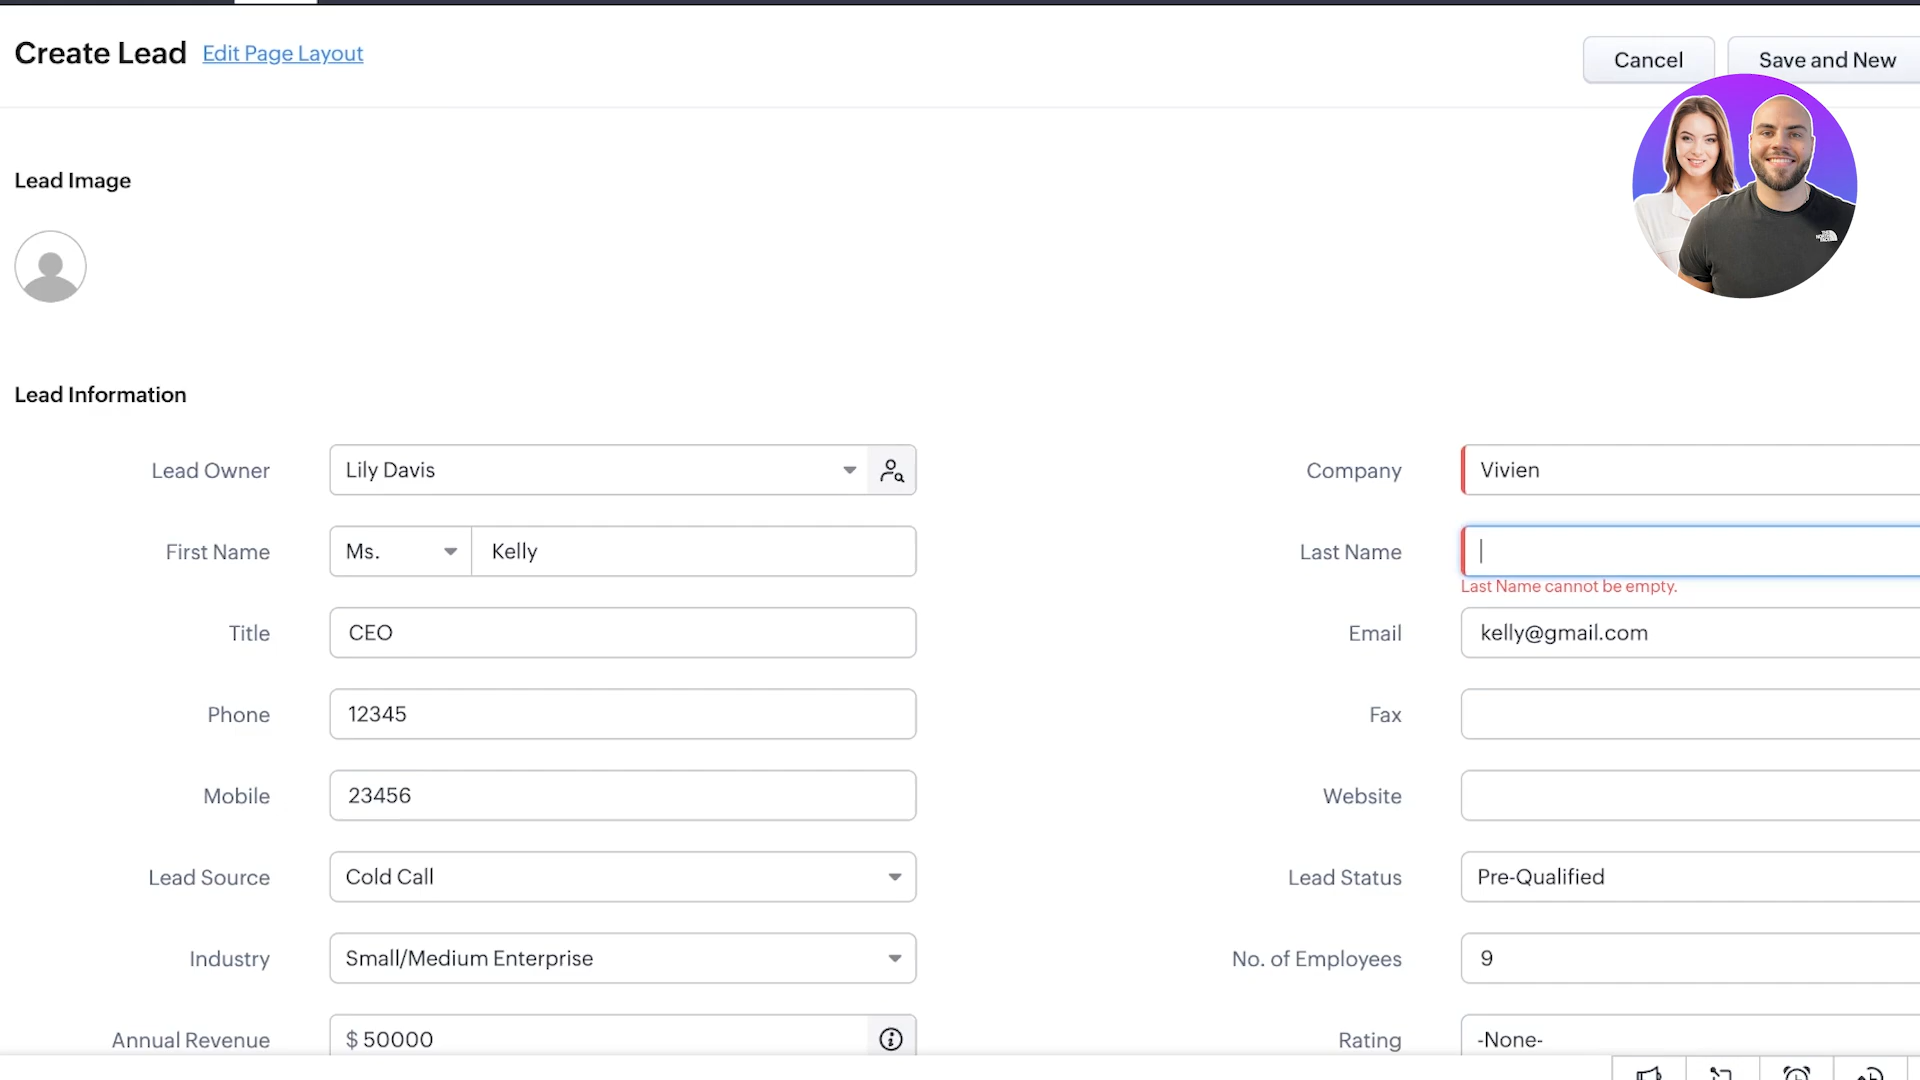 Create Lead Edit Page Layout
Cancel Save and New
Lead Image
Lead Information
Lead Owner Lily Davis Company Vivien
First Name Ms. Kelly Last Name
Last Name cannot be empty.
Title CEO Email kelly@gmail.com
Phone 12345 Fax
Mobile 23456 Website
Lead Source Cold Call Lead Status Pre-Qualified
Industry Small/Medium Enterprise No. of Employees 9
Annual Revenue $ 50000 Rating -None-